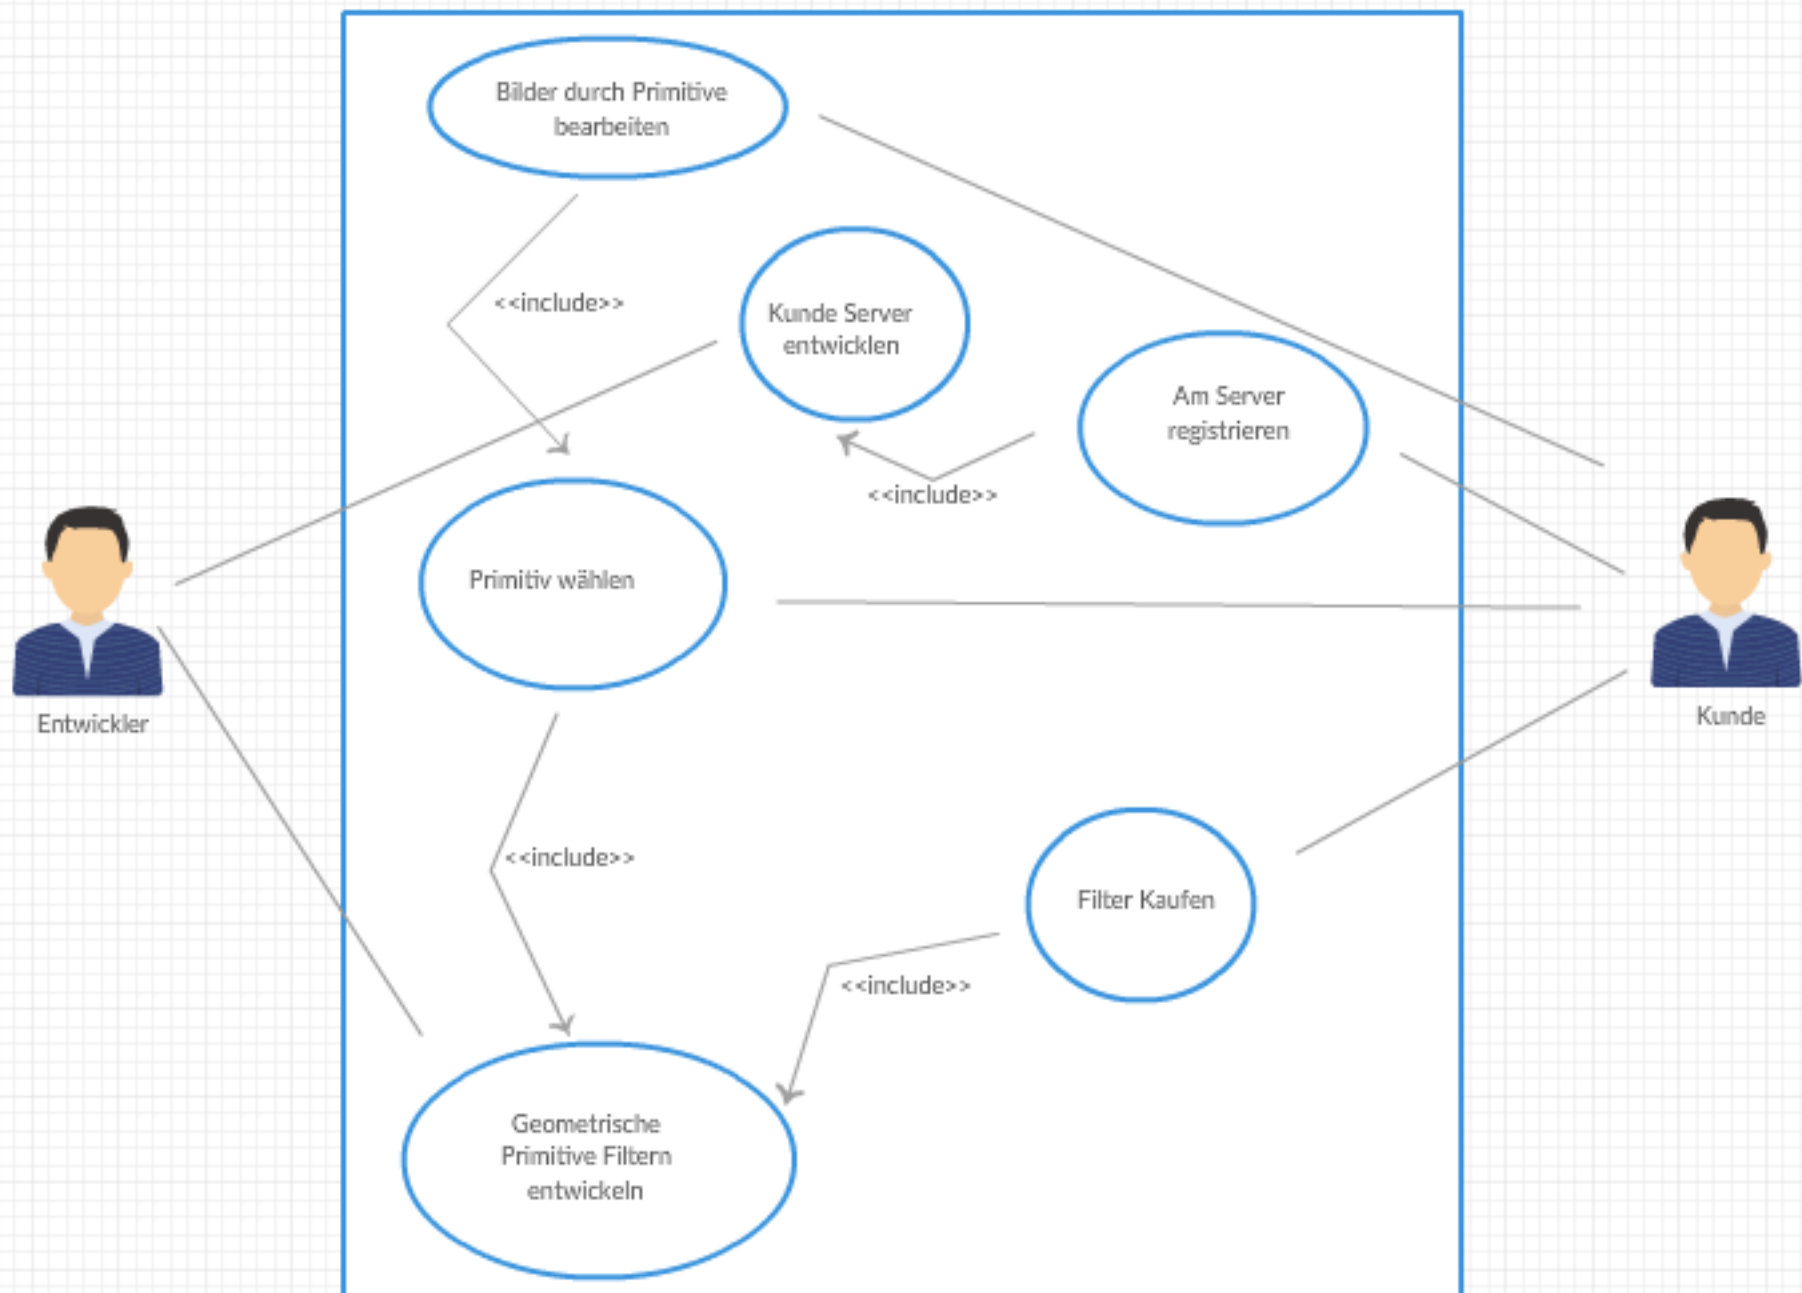 Bilder durch Primitive
bearbeiten
<<include>>
Kunde Server
entwicklen
Am Server
registrieren
<<include>>
Primitiv wählen
Entwickler
Kunde
<<include>>
Filter Kaufen
<<include>>
Geometrische
Primitive Filtern
entwickeln